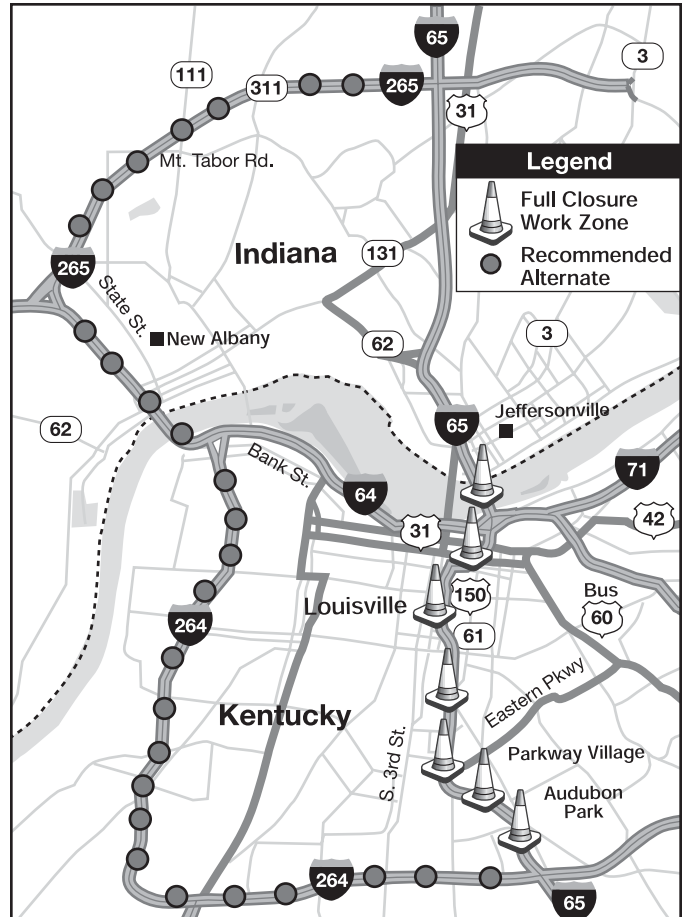 65
3
111
311
265
31
Mt. Tabor Rd.
Legend
Full Closure
Work Zone
Recommended
Alternate
Indiana
131
265
State St.
New Albany
62
3
Jeffersonville
65
62
71
Bank St.
64
31
42
Louisville
150
Bus
60
264
61
Kentucky
Eastern Pkwy
S. 3rd St.
Parkway Village
Audubon
Park
264
65